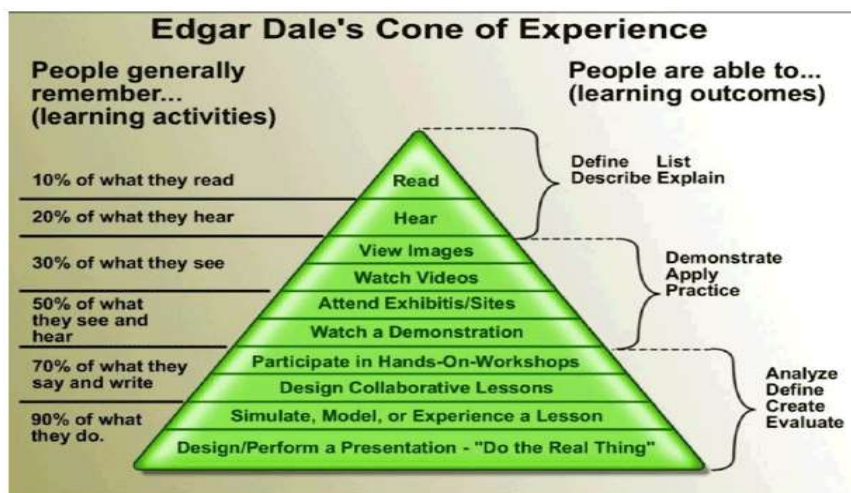 Edgar Dale's Cone of Experience
People generally
remember...
(learning activities)
People are able to...
(learning outcomes)
10% of what they read
20% of what they hear
30% of what they see
50% of what
they see and
hear
70% of what they
say and write
90% of what
they do.
Read
Hear
View Images
Watch Videos
Attend Exhibitis/Sites
Watch a Demonstration
Participate in Hands-On-Workshops
Design Collaborative Lessons
Simulate, Model, or Experience a Lesson
Design/Perform a Presentation - "Do the Real Thing"
Define List
Describe Explain
Demonstrate
Apply
Practice
Analyze
Define
Create
Evaluate